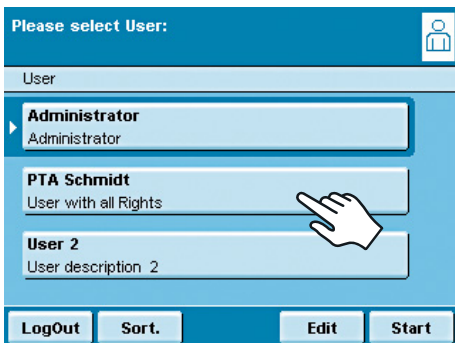 Please select User:
User
Administrator
Administrator
PTA Schmidt
User with all Rights
User 2
User description 2
LogOut Sort. Edit Start